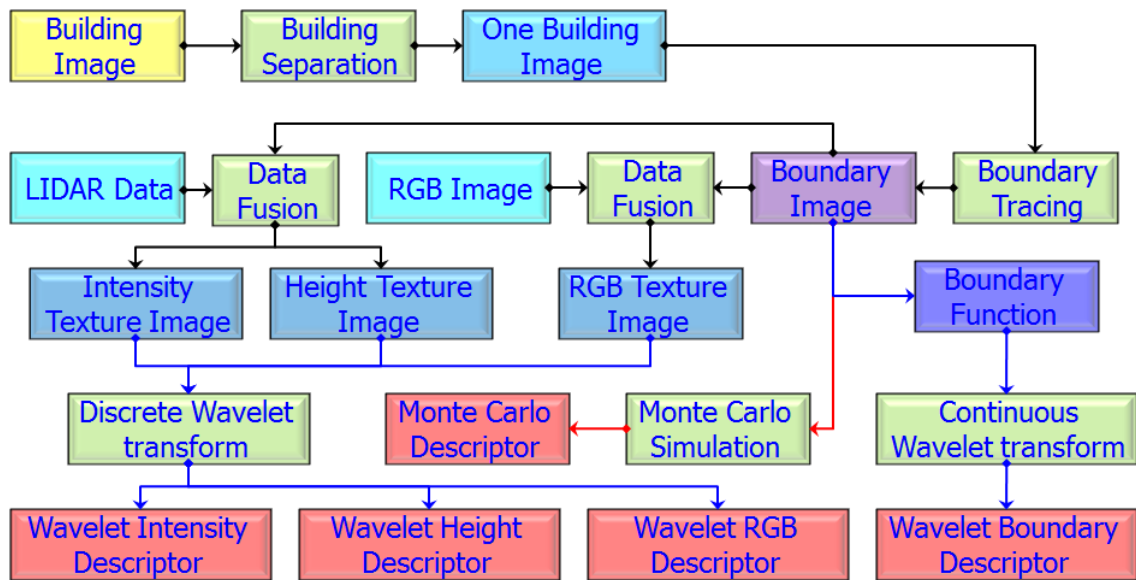 Building
Image
Building
Separation
One Building
Image
LIDAR Data
Data
Fusion
RGB Image
Data
Fusion
Boundary
Image
Boundary
Tracing
Intensity
Texture Image
Height Texture
Image
RGB Texture
Image
Boundary
Function
Discrete Wavelet
transform
Monte Carlo
Descriptor
Monte Carlo
Simulation
Continuous
Wavelet transform
Wavelet Intensity
Descriptor
Wavelet Height
Descriptor
Wavelet RGB
Descriptor
Wavelet Boundary
Descriptor